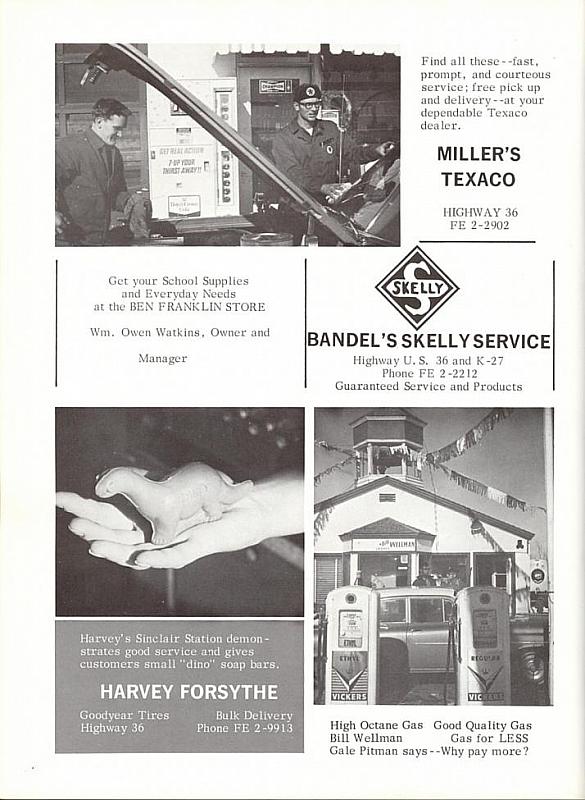 Find all these--fast,
prompt, and courteous
service; free pick up
and delivery--at your
dependable Texaco
dealer.
MILLER'S
TEXACO
HIGHWAY 36
FE 2-2902
GET REAL ACTION
7-UP YOUR
THIRST AWAY!!
CHAMPION
Get your School Supplies
and Everyday Needs
at the BEN FRANKLIN STORE
Wm. Owen Watkins, Owner and
Manager
SKELLY
BANDEL'S SKELLY SERVICE
Highway U. S. 36 and K-27
Phone FE 2-2212
Guaranteed Service and Products
Harvey's Sinclair Station demon-
strates good service and gives
customers small "dino" soap bars.
HARVEY FORSYTHE
Goodyear Tires Bulk Delivery
Highway 36 Phone FE 2-9913
WELLMAN
ETHYL
ETHYL
VICKERS
REGULAR
VICKERS
High Octane Gas Good Quality Gas
Bill Wellman Gas for LESS
Gale Pitman says--Why pay more?